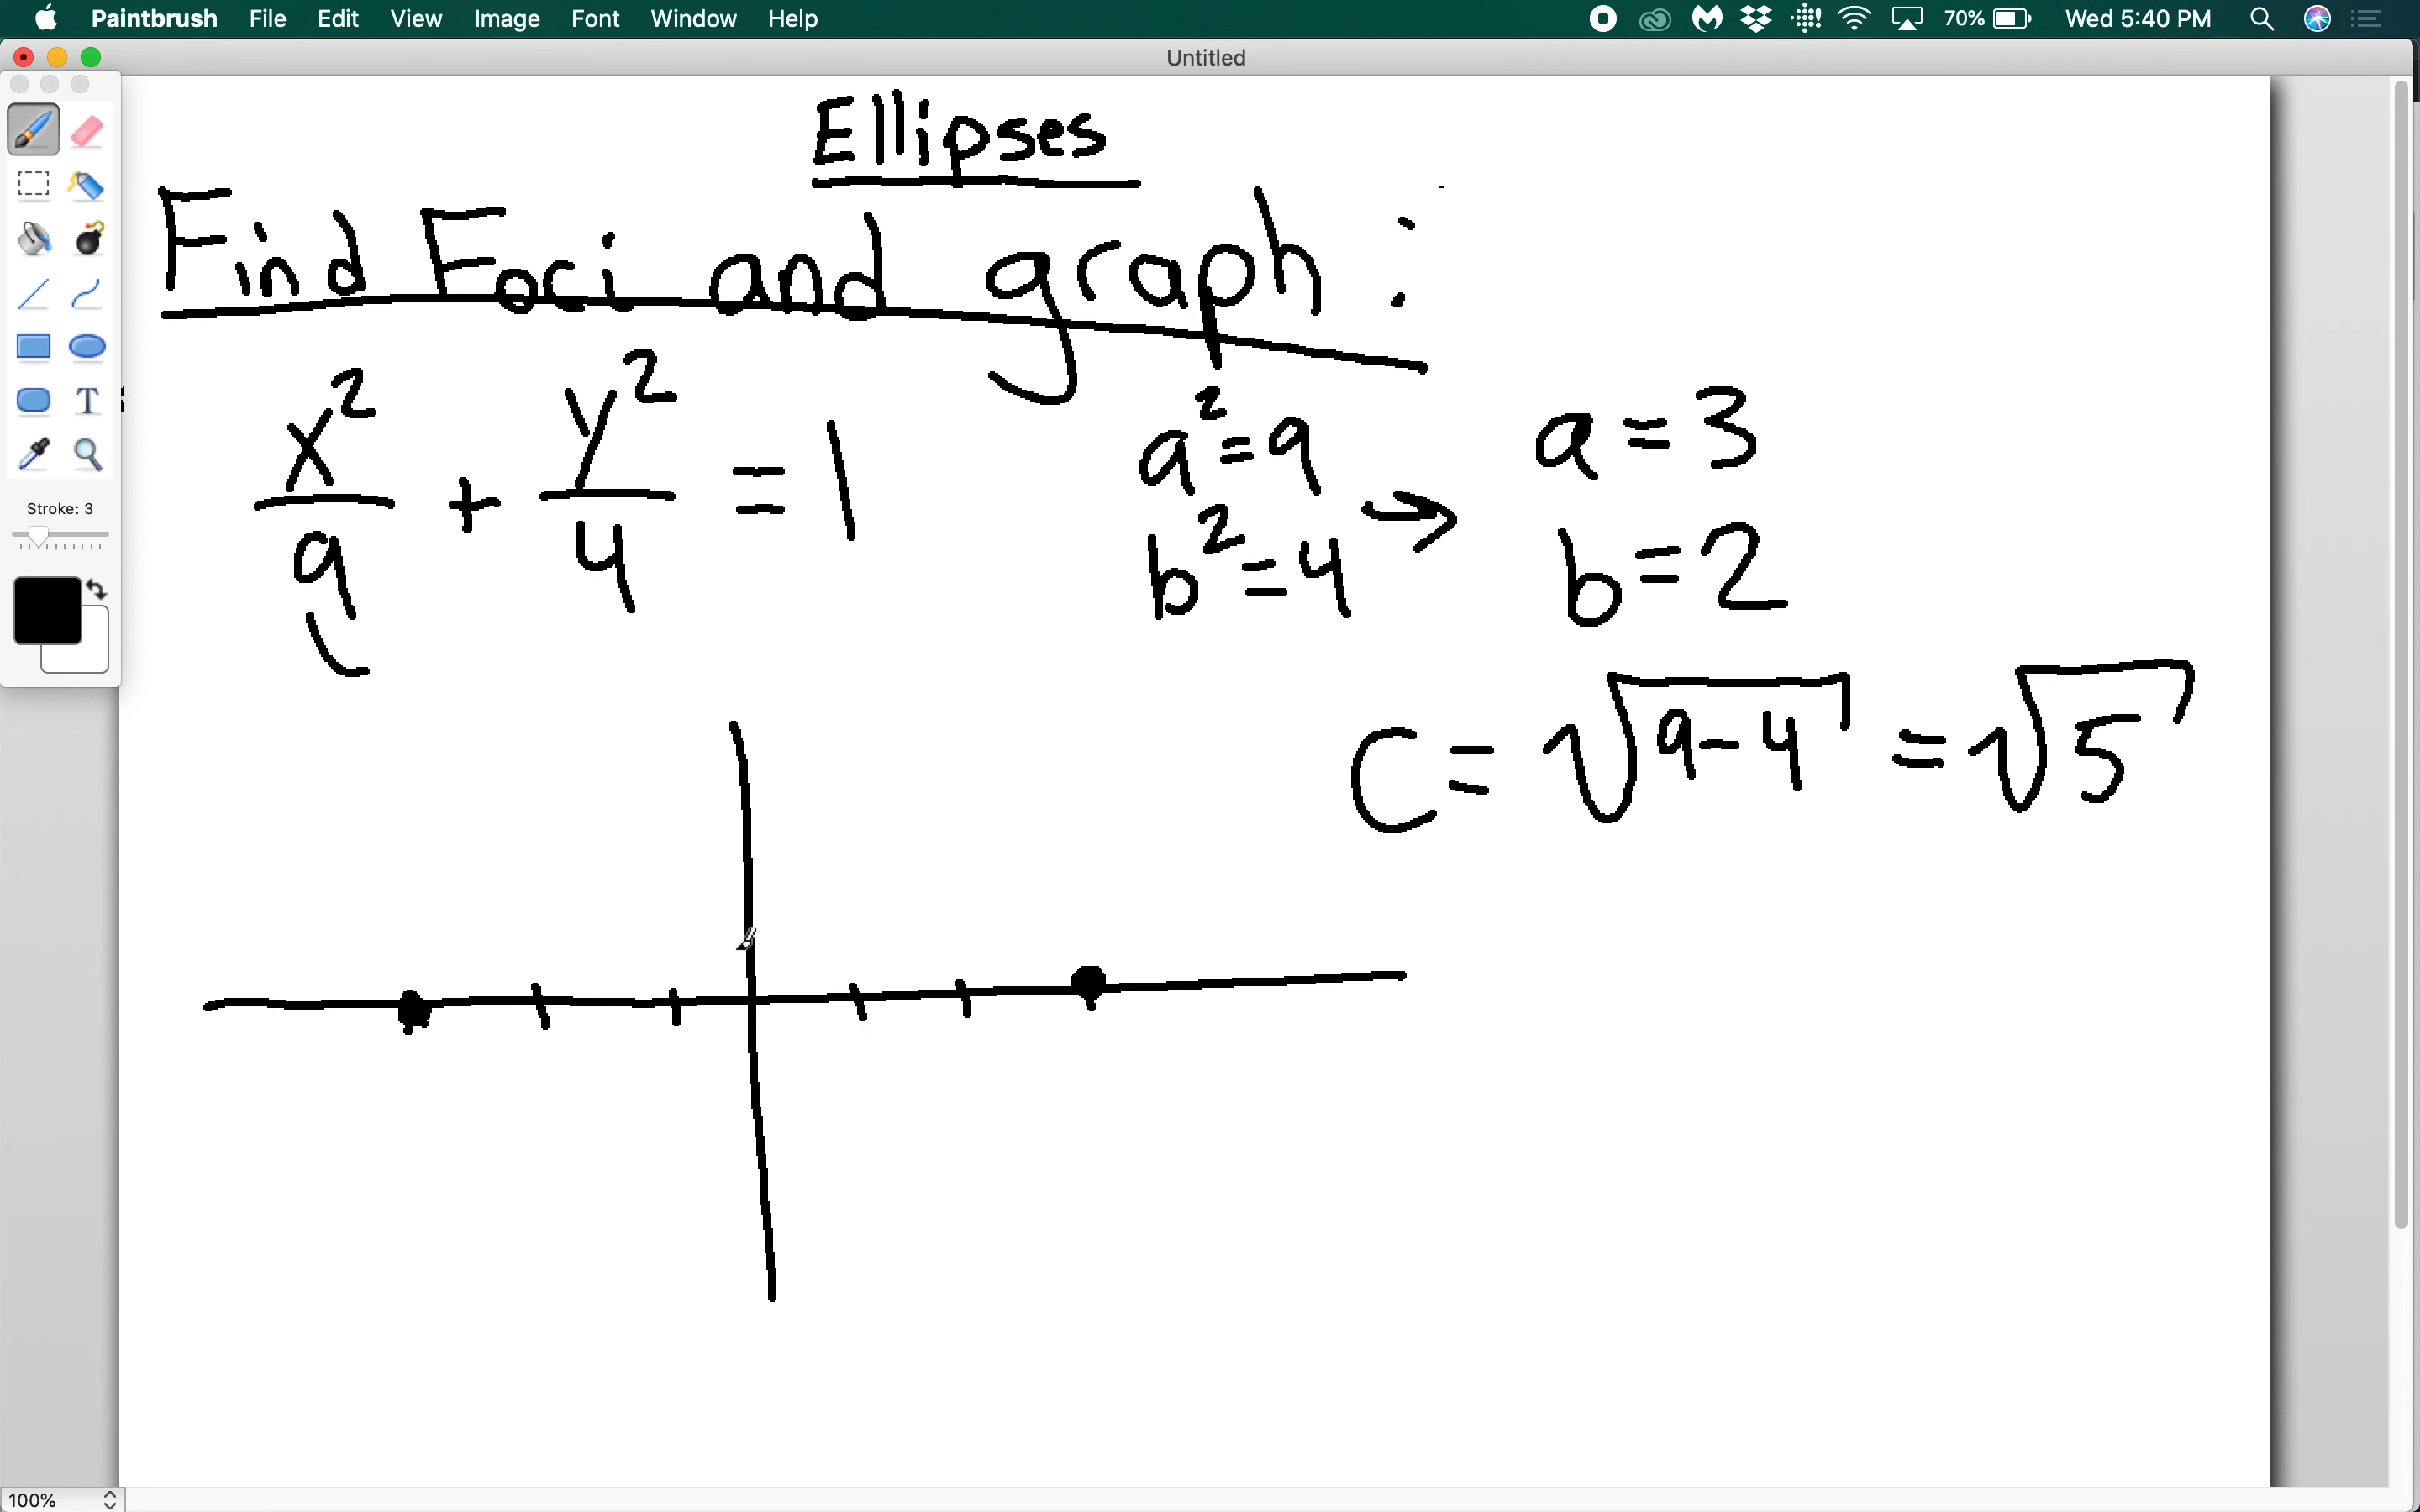 Paintbrush File Edit View Image Font Window Help 70% Wed 5:40 PM
Untitled
Ellipses
Find Foci and graph :
x²/9 + y²/4 = 1
a² = 9 → a = 3
b² = 4 b = 2
T
Stroke: 3
C = √9-4 = √5
100%